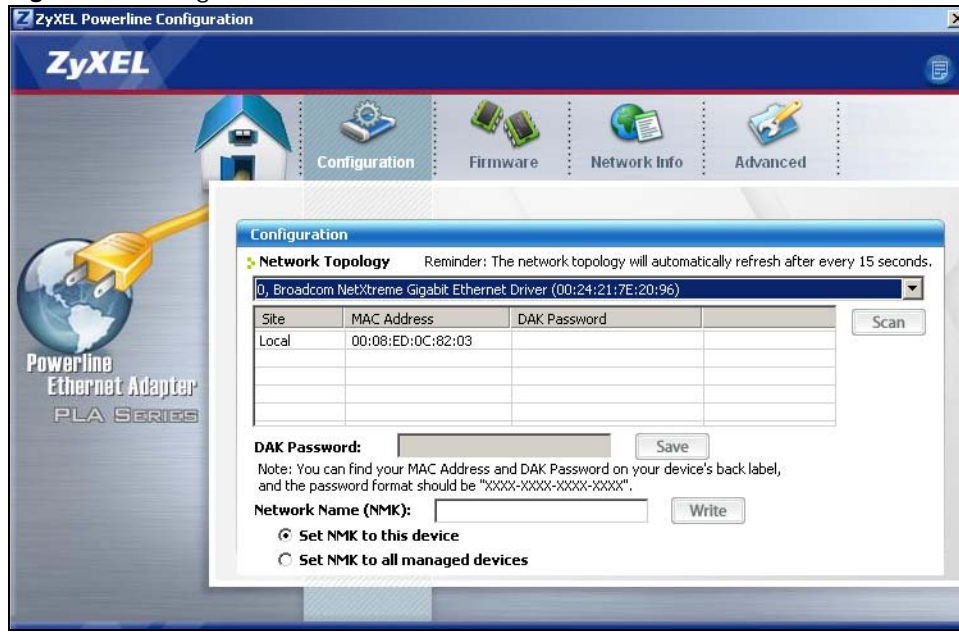 ZyXEL Powerline Configuration
ZyXEL
Configuration
Firmware
Network Info
Advanced
Powerline
Ethernet Adapter
PLA SERIES
Configuration
Network Topology Reminder: The network topology will automatically refresh after every 15 seconds.
0, Broadcom NetXtreme Gigabit Ethernet Driver (00:24:21:7E:20:96)
Site MAC Address DAK Password
Scan
Local 00:08:ED:0C:82:03
DAK Password: Save
Note: You can find your MAC Address and DAK Password on your device's back label,
and the password format should be "XXXX-XXXX-XXXX-XXXX".
Network Name (NMK): Write
Set NMK to this device
Set NMK to all managed devices